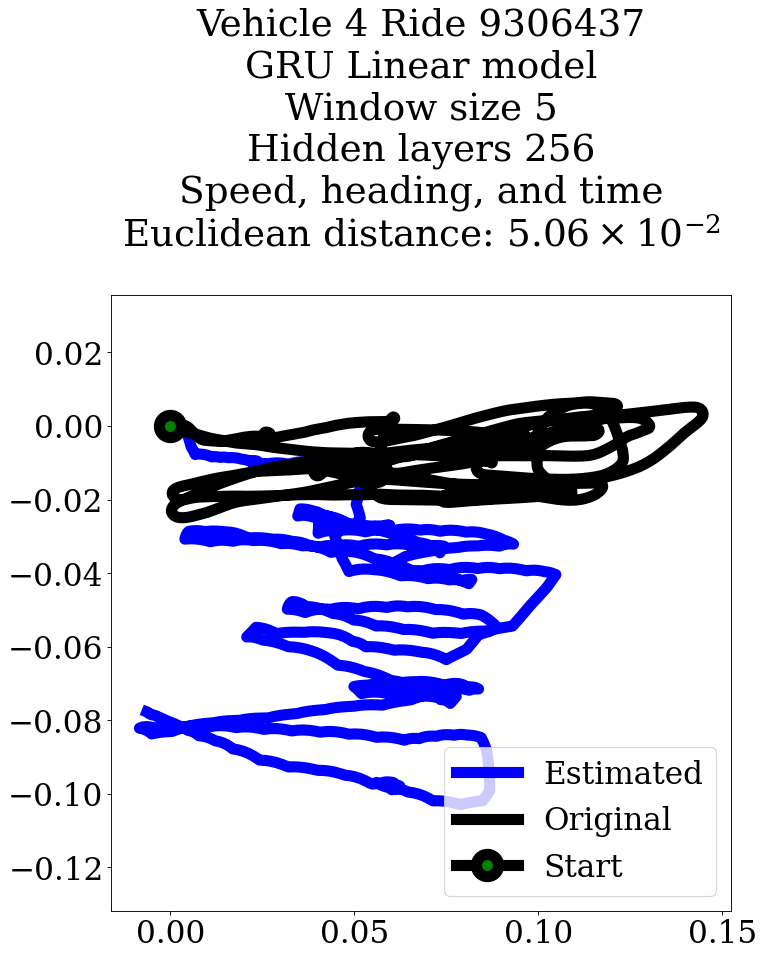 Vehicle 4 Ride 9306437
GRU Linear model
Window size 5
Hidden layers 256
Speed, heading, and time
Euclidean distance: 5.06 × 10⁻²
0.02
0.00
−0.02
−0.04
−0.06
−0.08
−0.10
−0.12
Estimated
Original
Start
0.00 0.05 0.10 0.15